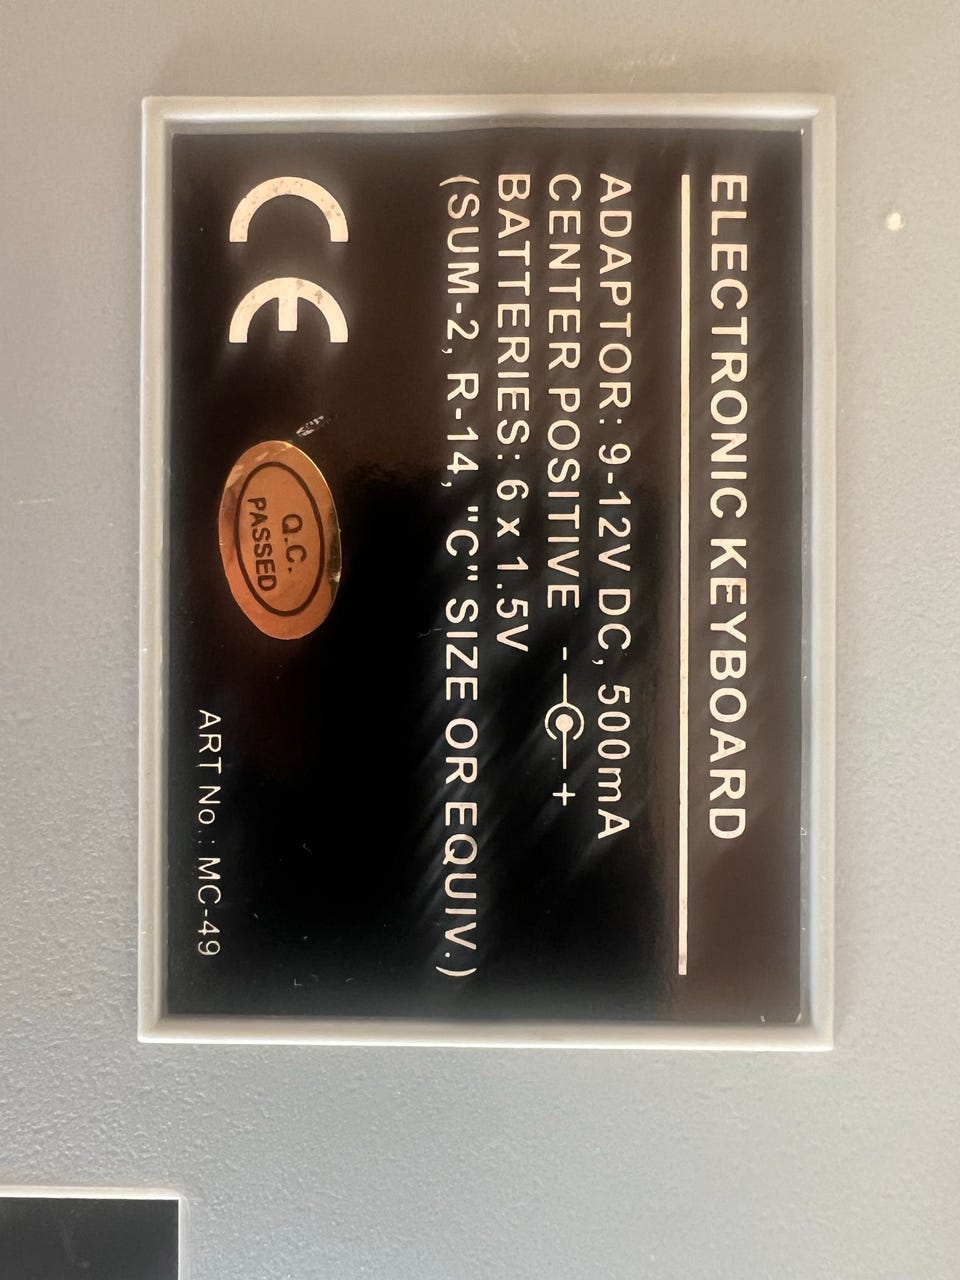 ELECTRONIC KEYBOARD
ADAPTOR: 9-12V DC, 500mA
CENTER POSITIVE - +
BATTERIES: 6 x 1.5V
(SUM-2, R-14, "C" SIZE OR EQUIV.)
CE
Q.C.
PASSED
ART No.: MC-49